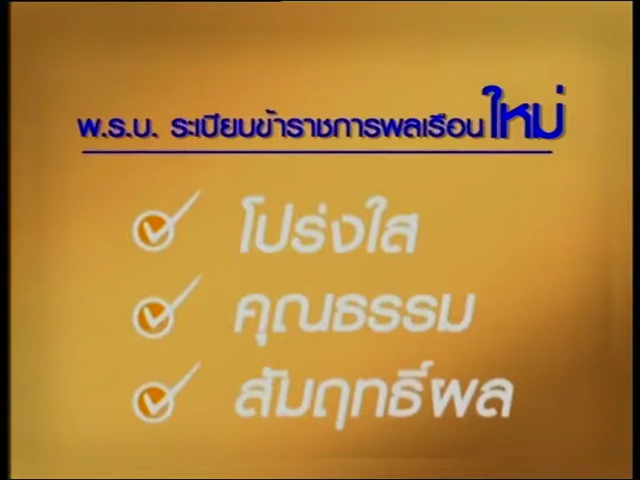 พ.ร.บ. ระเบียบข้าราชการพลเรือนใหม่
โปร่งใส
คุณธรรม
สัมฤทธิ์ผล